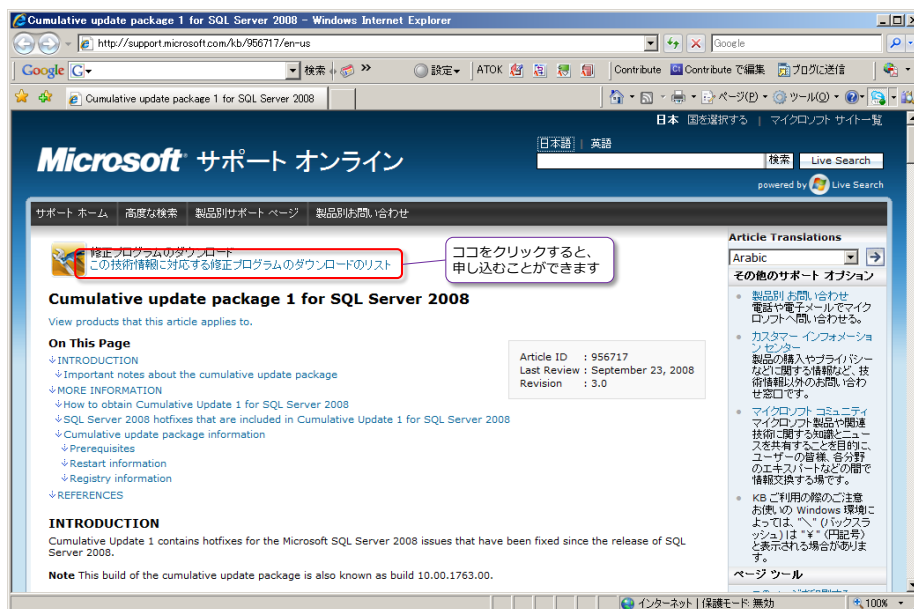 Cumulative update package 1 for SQL Server 2008 - Windows Internet Explorer
http://support.microsoft.com/kb/956717/en-us
Google
Google G
検索
設定
ATOK
Contribute
Contribute で編集
ブログに送信
Cumulative update package 1 for SQL Server 2008
ページ(P)
ツール(O)
日本 国を選択する | マイクロソフト サイト一覧
日本語 | 英語
Microsoft サポート オンライン
検索
Live Search
powered by Live Search
サポート ホーム
高度な検索
製品別サポート ページ
製品別お問い合わせ
修正プログラムのダウンロード
この技術情報に対応する修正プログラムのダウンロードのリスト
ココをクリックすると、
申し込むことができます
Cumulative update package 1 for SQL Server 2008
View products that this article applies to.
On This Page
INTRODUCTION
Important notes about the cumulative update package
MORE INFORMATION
How to obtain Cumulative Update 1 for SQL Server 2008
SQL Server 2008 hotfixes that are included in Cumulative Update 1 for SQL Server 2008
Cumulative update package information
Prerequisites
Restart information
Registry information
REFERENCES
Article ID : 956717
Last Review : September 23, 2008
Revision : 3.0
INTRODUCTION
Cumulative Update 1 contains hotfixes for the Microsoft SQL Server 2008 issues that have been fixed since the release of SQL
Server 2008.
Note This build of the cumulative update package is also known as build 10.00.1763.00.
Article Translations
Arabic
その他のサポート オプション
製品別 お問い合わせ
電話や電子メールでマイク
ロソフトへ問い合わせる。
カスタマー インフォメーショ
ン センター
製品の購入やプライバシー
などに関する情報など、技
術情報以外のお問い合わ
せ窓口です。
マイクロソフト コミュニティ
マイクロソフト製品や関連
技術に関する知識とニュー
スを共有することを目的に、
ユーザーの皆様、各分野
のエキスパートなどの間で
情報交換する場です。
KB ご利用の際のご注意
お使いの Windows 環境に
よっては、"＼" (バックスラ
ッシュ) は "￥" (円記号)
と表示される場合がありま
す。
ページ ツール
インターネット | 保護モード: 無効
100%